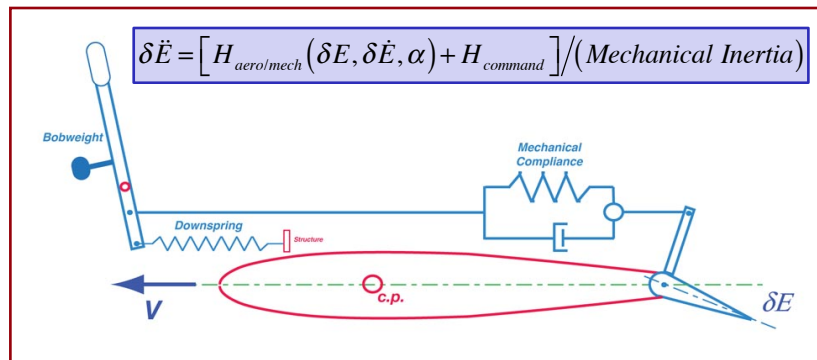 δË = [H_aero/mech (δE, δĖ, α) + H_command] / (Mechanical Inertia)
Bobweight
Mechanical
Compliance
Downspring
Structure
c.p.
V
δE